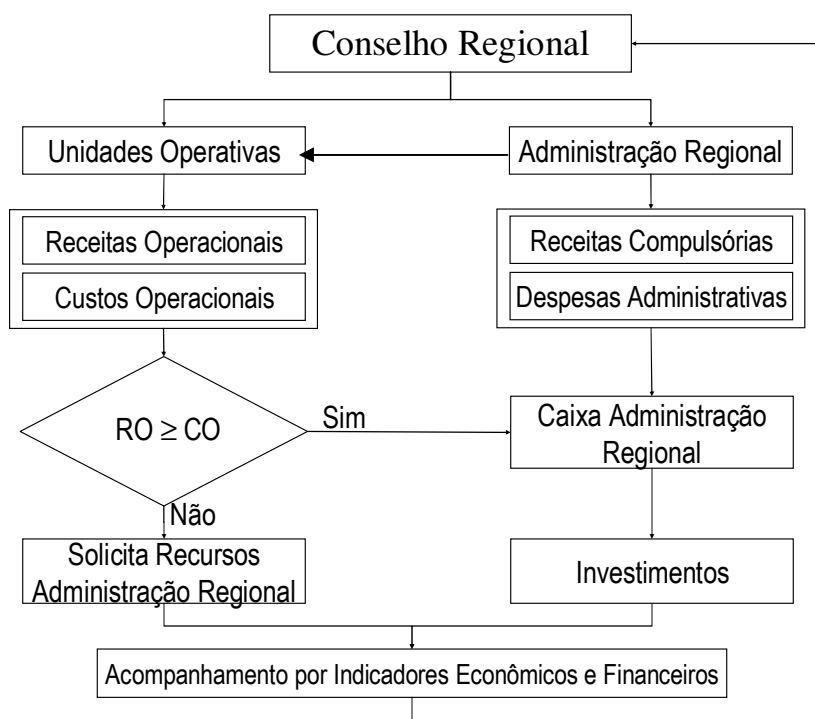 Conselho Regional
Unidades Operativas
Administração Regional
Receitas Operacionais
Receitas Compulsórias
Custos Operacionais
Despesas Administrativas
RO ≥ CO
Sim
Caixa Administração
Regional
Não
Solicita Recursos
Administração Regional
Investimentos
Acompanhamento por Indicadores Econômicos e Financeiros